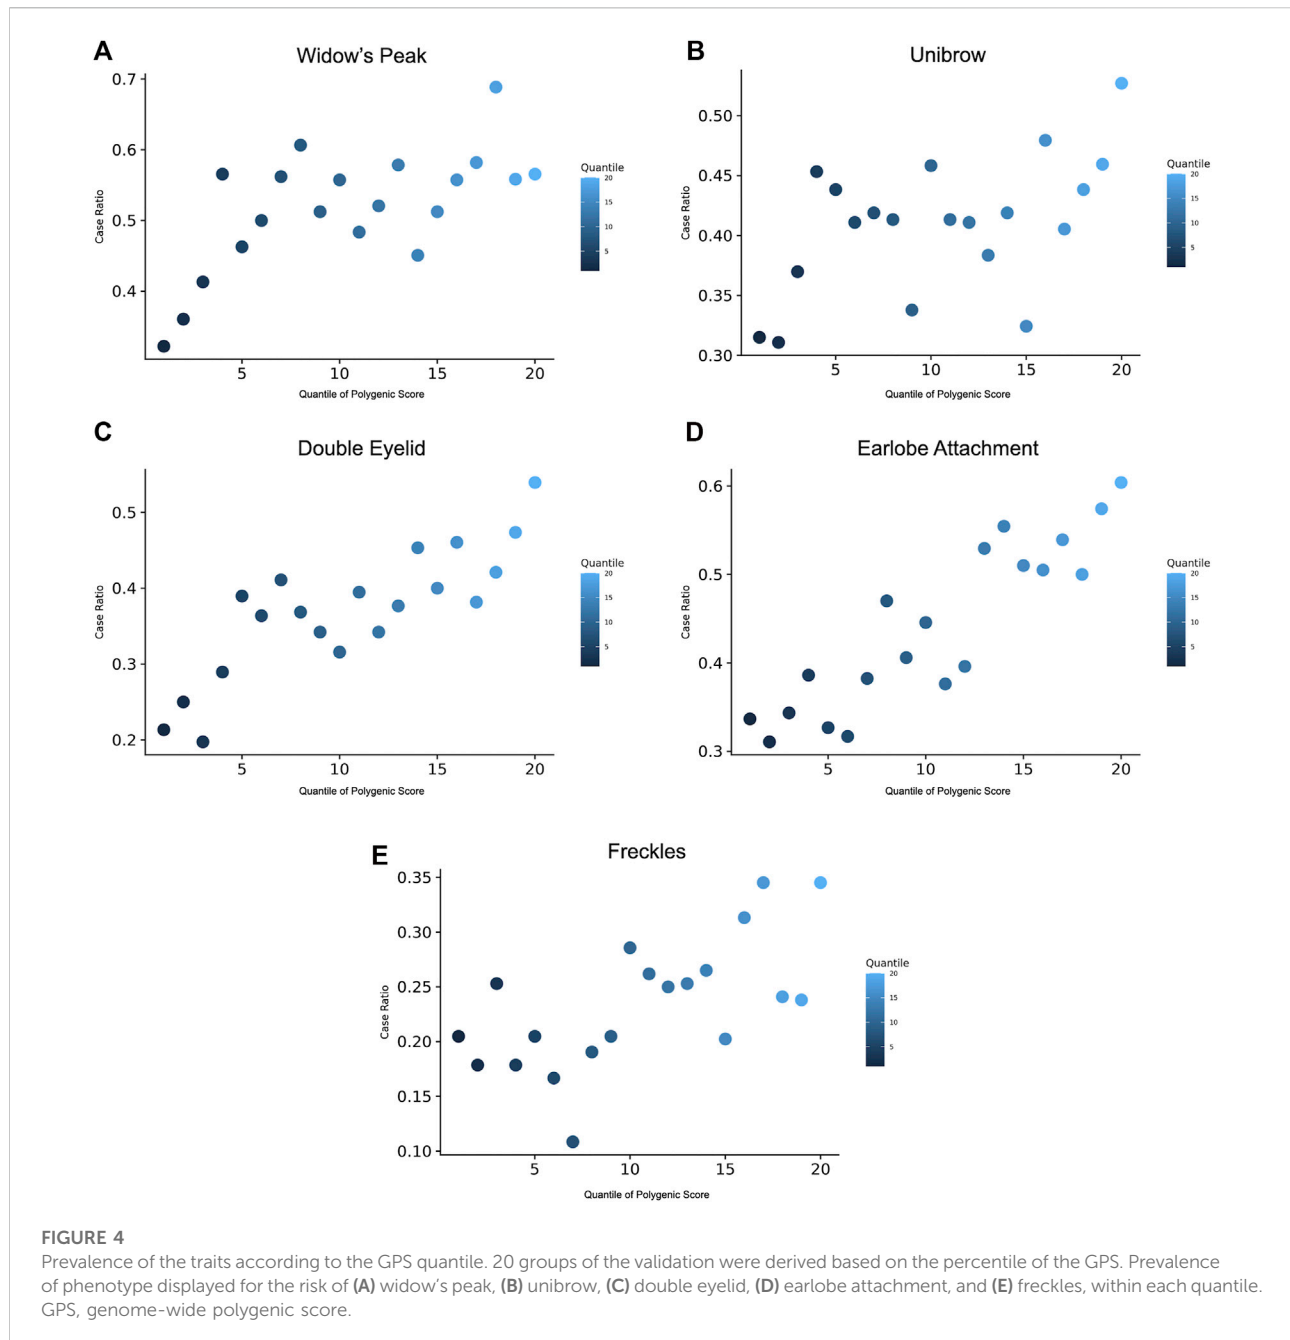 A
Widow's Peak
0.7
0.6
0.5
0.4
Case Ratio
5 10 15 20
Quantile of Polygenic Score
Quantile
20
15
10
5
B
Unibrow
0.50
0.45
0.40
0.35
0.30
Case Ratio
5 10 15 20
Quantile of Polygenic Score
Quantile
20
15
10
5
C
Double Eyelid
0.5
0.4
0.3
0.2
Case Ratio
5 10 15 20
Quantile of Polygenic Score
Quantile
20
15
10
5
D
Earlobe Attachment
0.6
0.5
0.4
0.3
Case Ratio
5 10 15 20
Quantile of Polygenic Score
Quantile
20
15
10
5
E
Freckles
0.35
0.30
0.25
0.20
0.15
0.10
Case Ratio
5 10 15 20
Quantile of Polygenic Score
Quantile
20
15
10
5
FIGURE 4
Prevalence of the traits according to the GPS quantile. 20 groups of the validation were derived based on the percentile of the GPS. Prevalence
of phenotype displayed for the risk of (A) widow's peak, (B) unibrow, (C) double eyelid, (D) earlobe attachment, and (E) freckles, within each quantile.
GPS, genome-wide polygenic score.